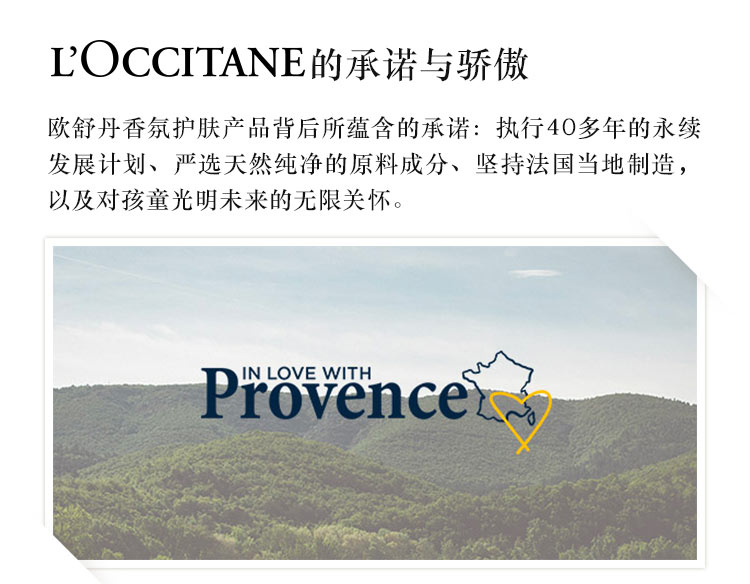 L’OCCITANE的承诺与骄傲
欧舒丹香氛护肤产品背后所蕴含的承诺：执行40多年的永续
发展计划、严选天然纯净的原料成分、坚持法国当地制造，
以及对孩童光明未来的无限关怀。
IN LOVE WITH
Provence